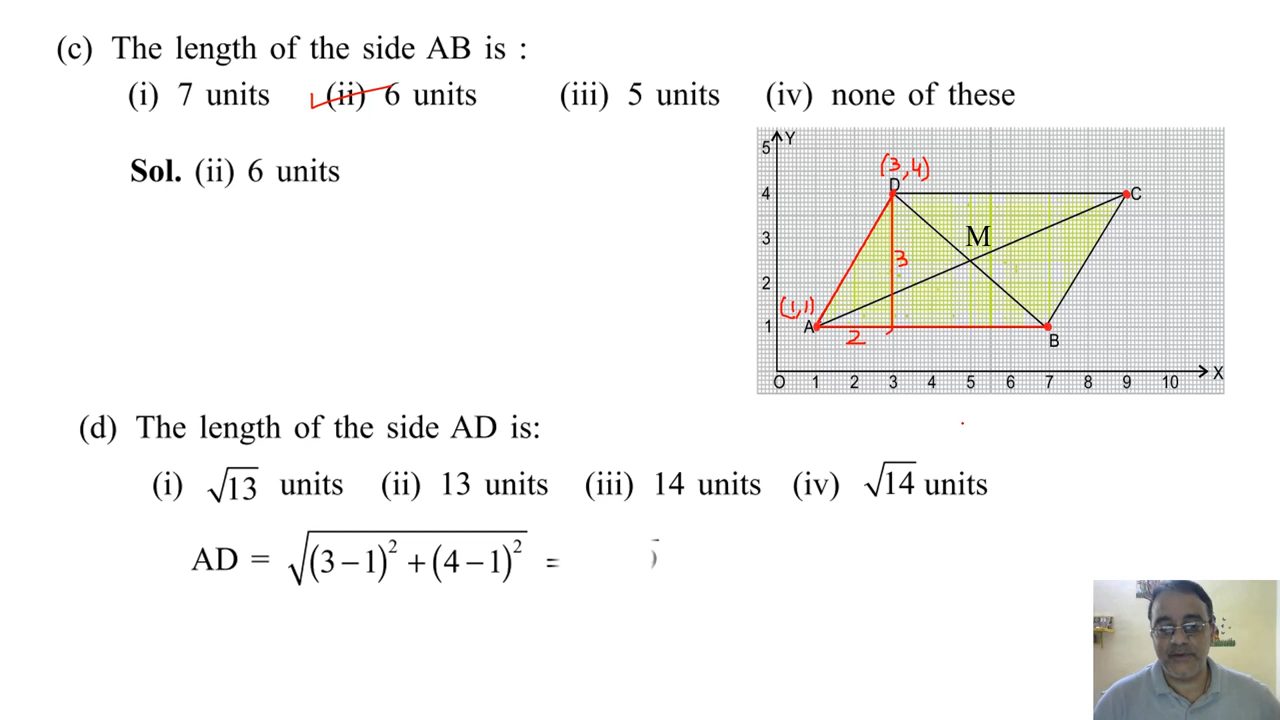 (c) The length of the side AB is :
(i) 7 units (ii) 6 units (iii) 5 units (iv) none of these
Sol. (ii) 6 units
5 Y
(3,4)
D
4 C
3 M
3
2
(1,1)
1 A
2
B
O 1 2 3 4 5 6 7 8 9 10 X
(d) The length of the side AD is:
(i) √13 units (ii) 13 units (iii) 14 units (iv) √14 units
AD = √((3−1)² + (4−1)²) =